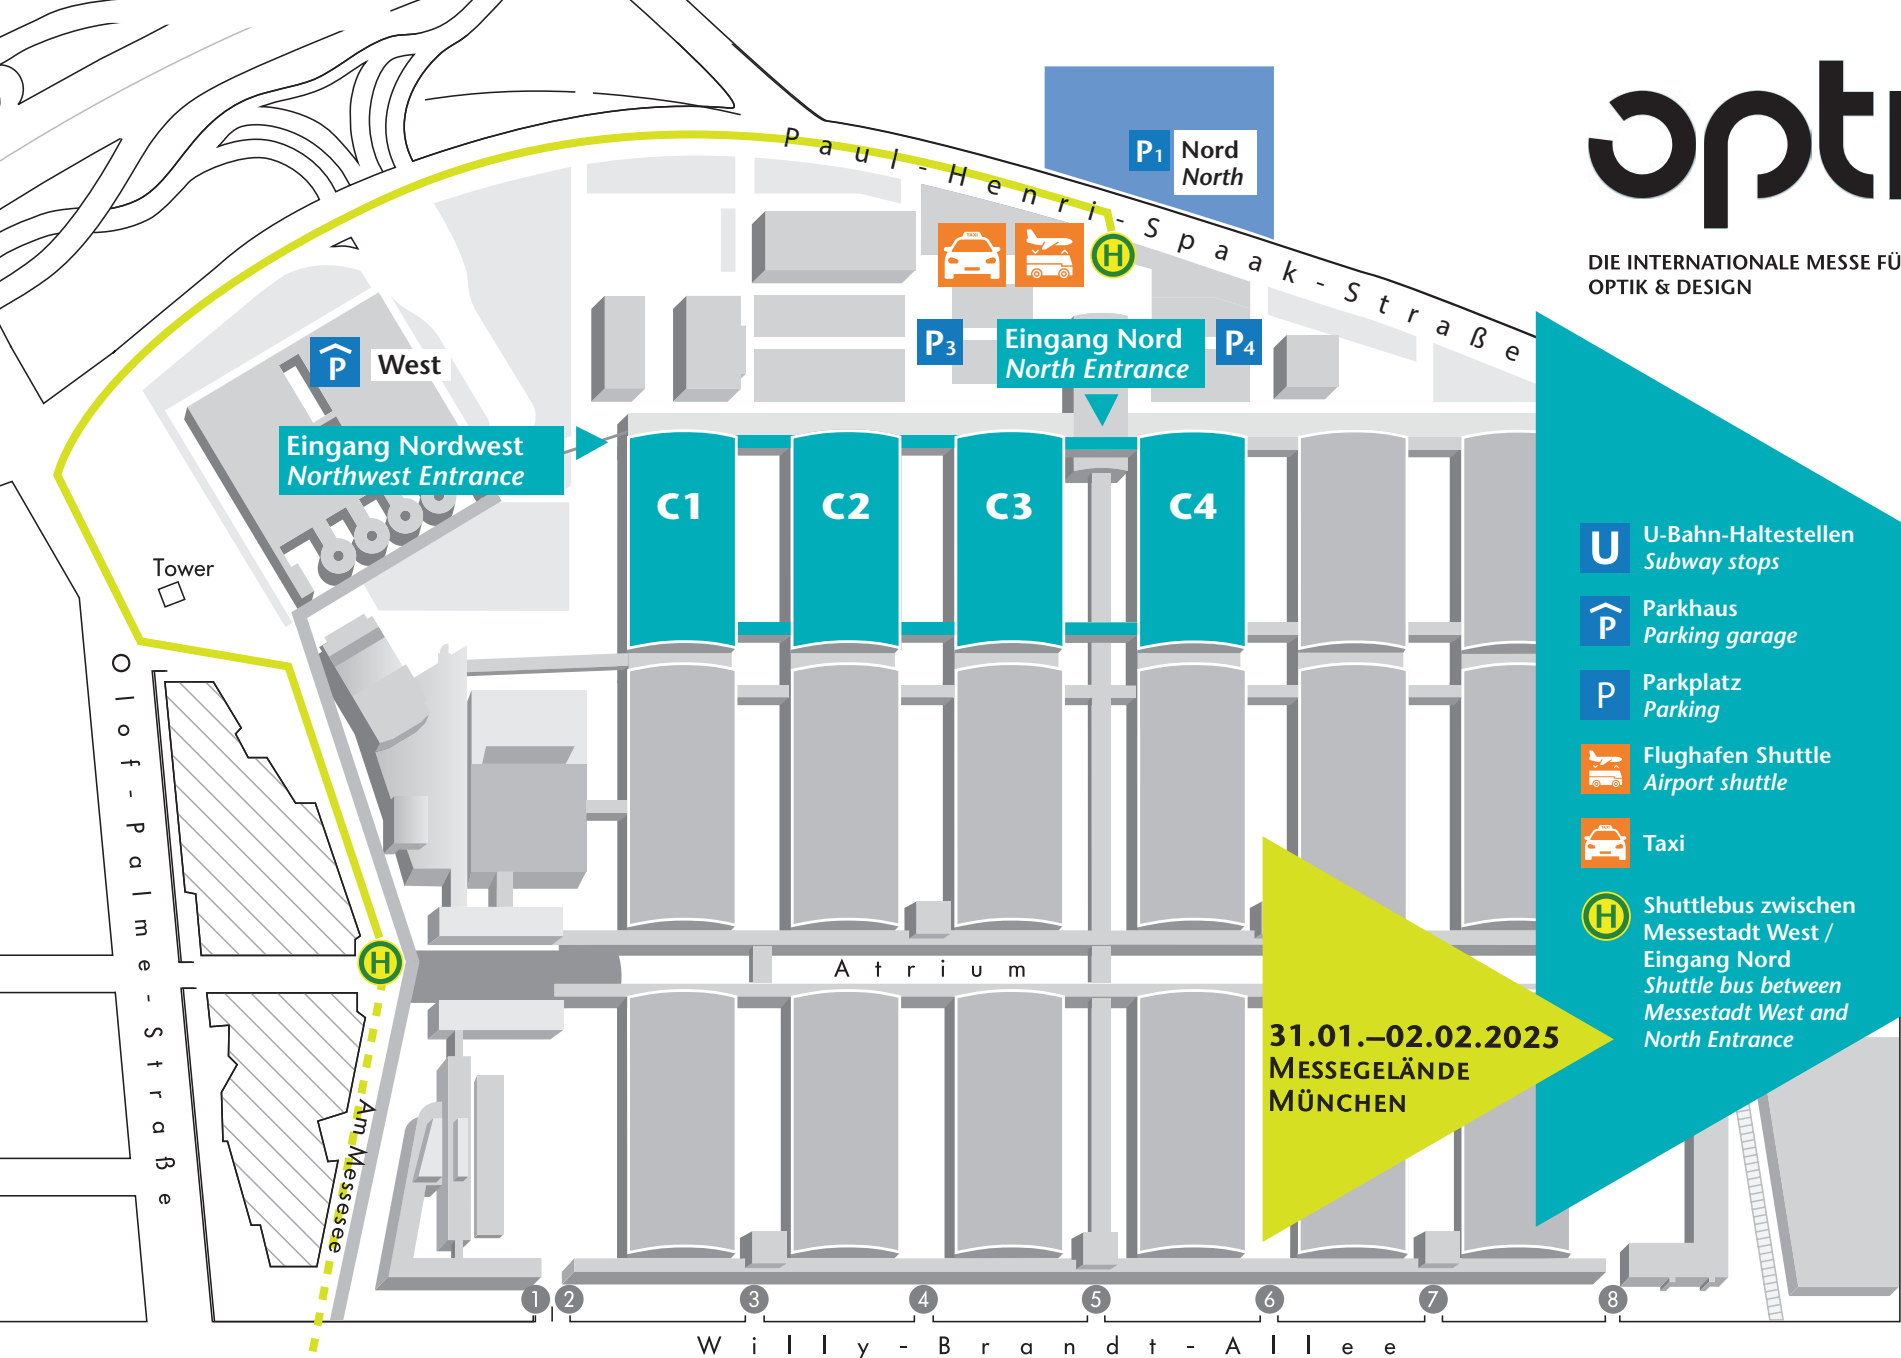 opti
DIE INTERNATIONALE MESSE FÜ
OPTIK & DESIGN
Paul-Henri-Spaak-Straße
P1 Nord
North
TAXI
H
P3
Eingang Nord
North Entrance
P4
P West
Eingang Nordwest
Northwest Entrance
C1
C2
C3
C4
Tower
Olof-Palme-Straße
H
Atrium
Am Messesee
31.01.–02.02.2025
MESSEGELÄNDE
MÜNCHEN
U U-Bahn-Haltestellen
Subway stops
P Parkhaus
Parking garage
P Parkplatz
Parking
Flughafen Shuttle
Airport shuttle
TAXI Taxi
H Shuttlebus zwischen
Messestadt West /
Eingang Nord
Shuttle bus between
Messestadt West and
North Entrance
1 2 3 4 5 6 7 8
Willy-Brandt-Allee